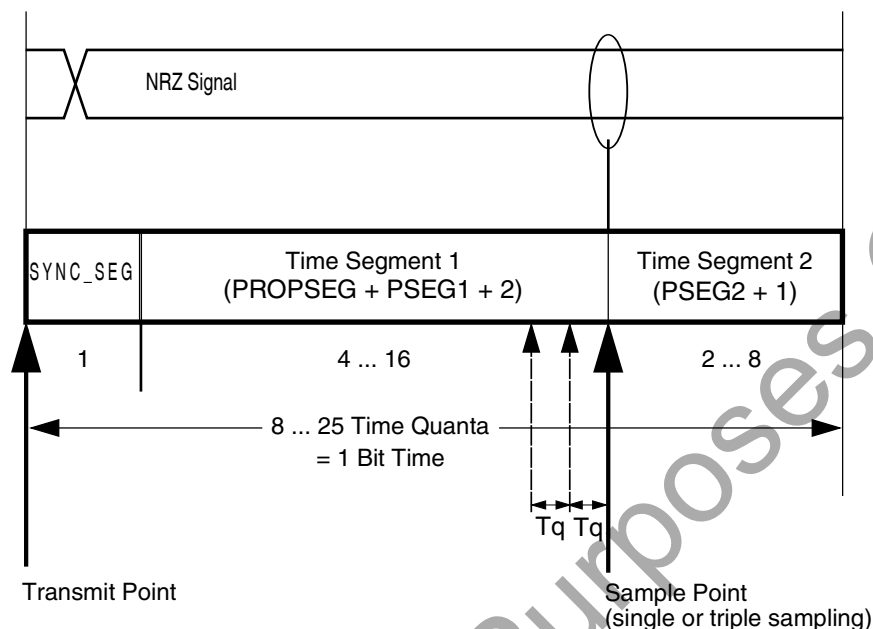 NRZ Signal
SYNC_SEG
Time Segment 1
(PROPSEG + PSEG1 + 2)
Time Segment 2
(PSEG2 + 1)
1
4 ... 16
2 ... 8
8 ... 25 Time Quanta
= 1 Bit Time
Tq Tq
Transmit Point
Sample Point
(single or triple sampling)
urposes